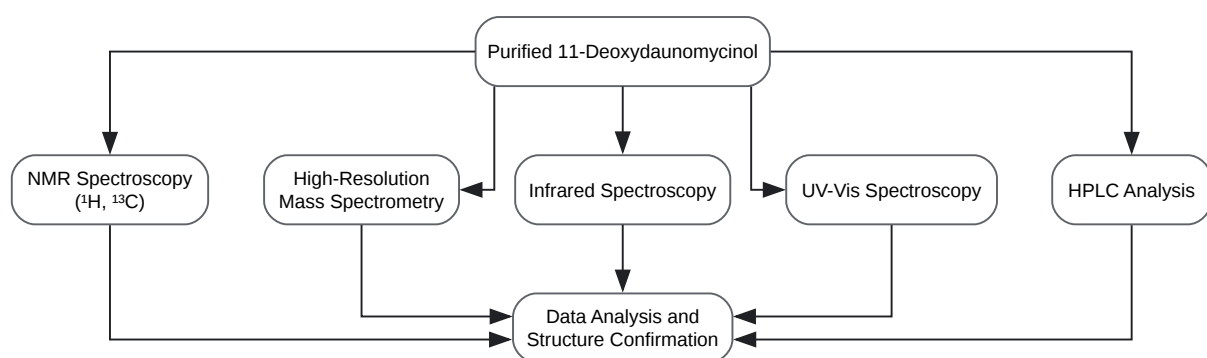 Purified 11-Deoxydaunomycinol
NMR Spectroscopy
(¹H, ¹³C)
High-Resolution
Mass Spectrometry
Infrared Spectroscopy
UV-Vis Spectroscopy
HPLC Analysis
Data Analysis and
Structure Confirmation